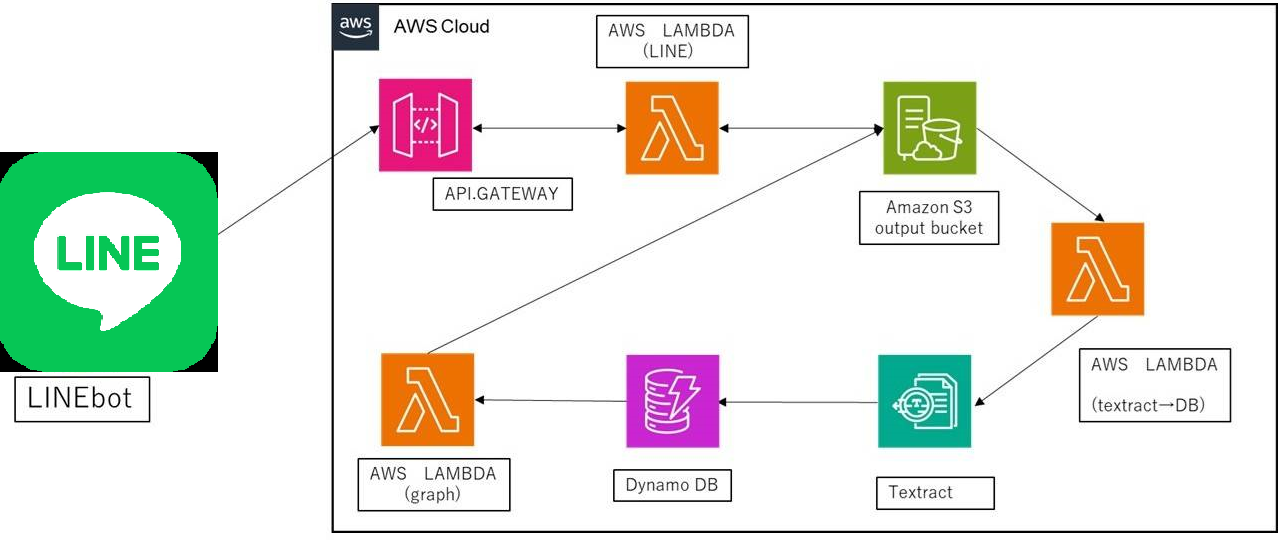 aws
AWS Cloud
AWS LAMBDA
(LINE)
</>
API.GATEWAY
Amazon S3
output bucket
LINE
LINEbot
AWS LAMBDA
(textract→DB)
AWS LAMBDA
(graph)
Dynamo DB
T
Textract